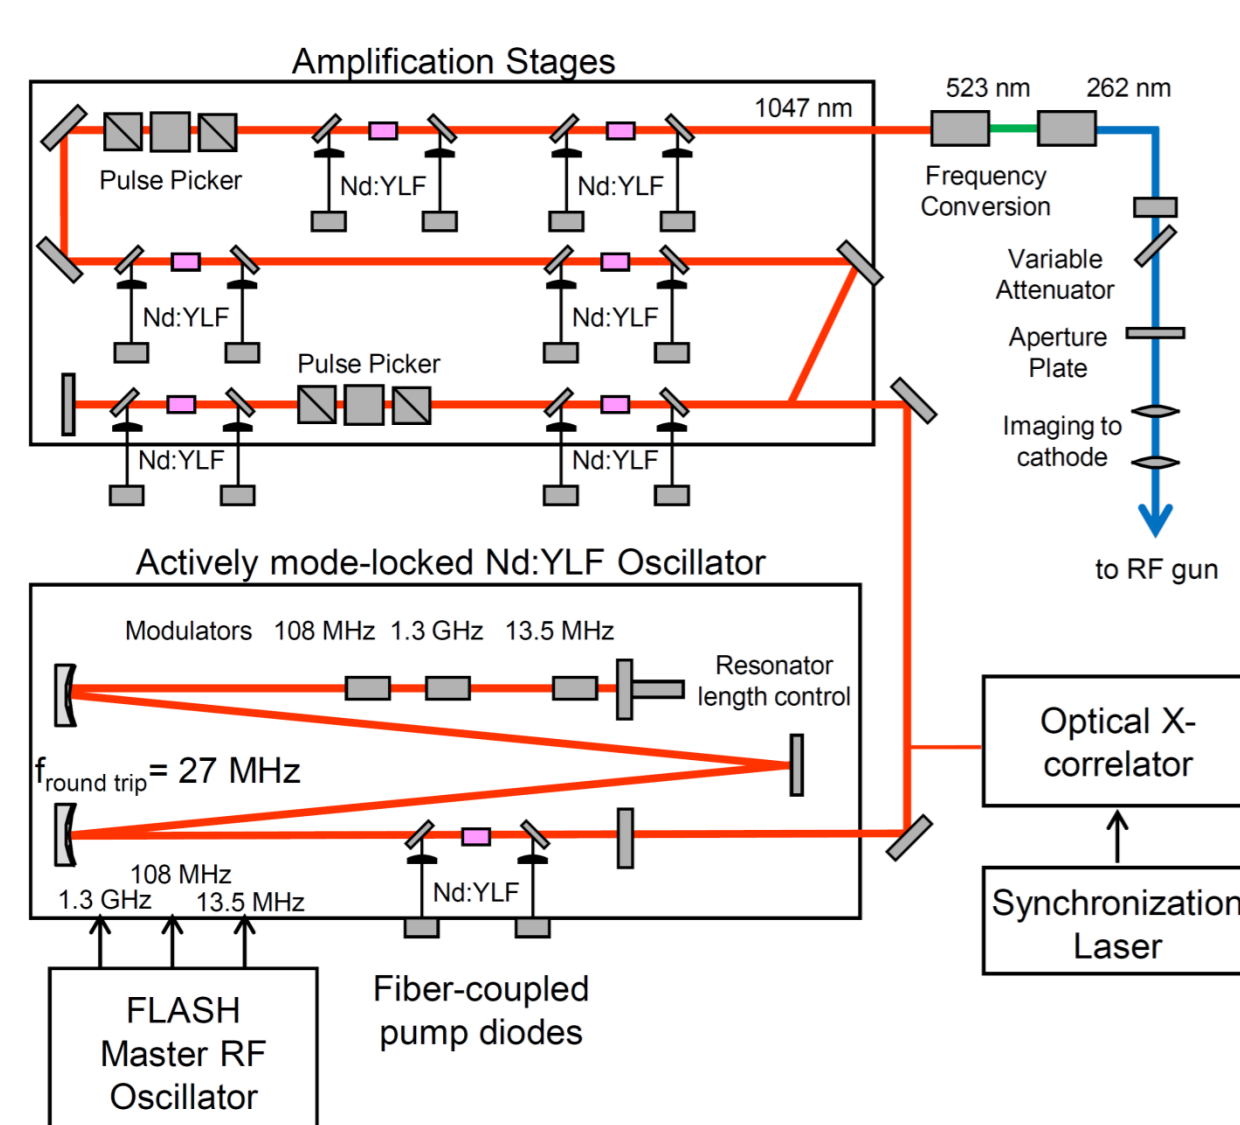 Amplification Stages
1047 nm
523 nm
262 nm
Pulse Picker
Nd:YLF
Nd:YLF
Frequency
Conversion
Nd:YLF
Nd:YLF
Variable
Attenuator
Pulse Picker
Aperture
Plate
Nd:YLF
Nd:YLF
Imaging to
cathode
to RF gun
Actively mode-locked Nd:YLF Oscillator
Modulators
108 MHz
1.3 GHz
13.5 MHz
Resonator
length control
f_round trip = 27 MHz
Optical X-
correlator
Nd:YLF
108 MHz
1.3 GHz
13.5 MHz
Synchronization
Laser
Fiber-coupled
pump diodes
FLASH
Master RF
Oscillator